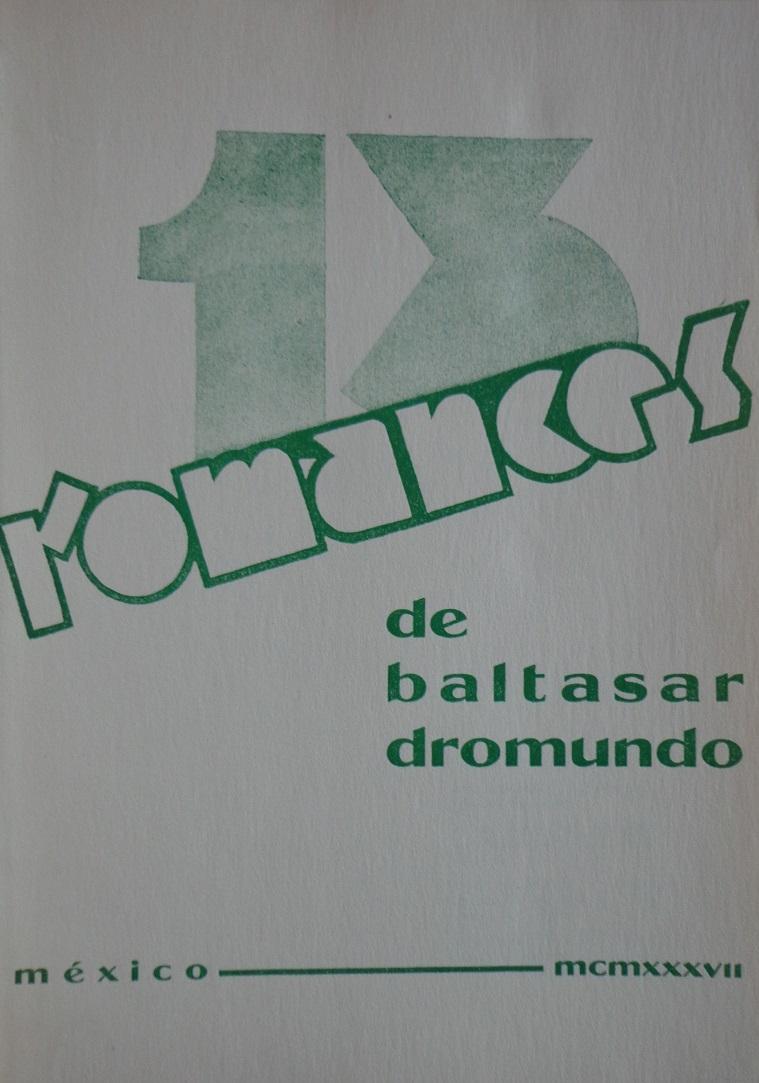 13
romances
de
baltasar
dromundo
méxico mcmxxxvii